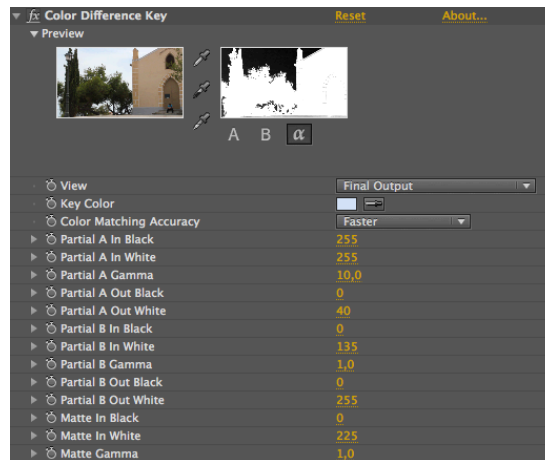 fx Color Difference Key Reset About...
Preview
A B α
View Final Output
Key Color
Color Matching Accuracy Faster
Partial A In Black 255
Partial A In White 255
Partial A Gamma 10,0
Partial A Out Black 0
Partial A Out White 40
Partial B In Black 0
Partial B In White 135
Partial B Gamma 1,0
Partial B Out Black 0
Partial B Out White 255
Matte In Black 0
Matte In White 225
Matte Gamma 1,0